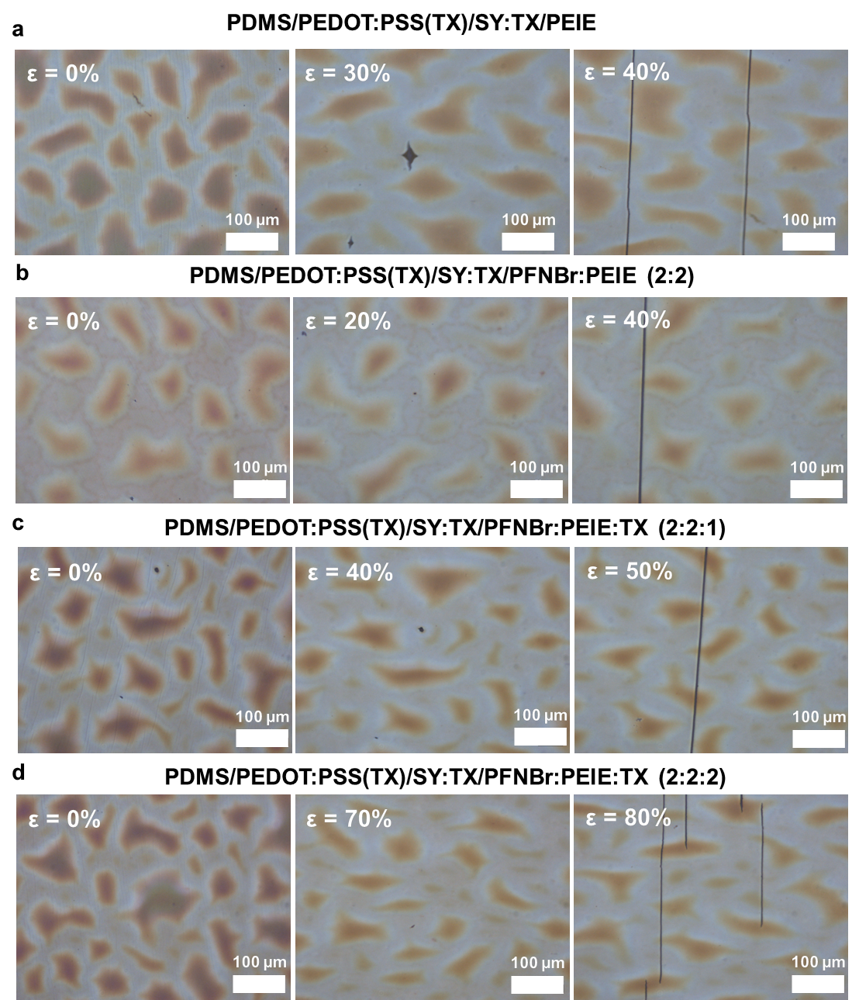 a
PDMS/PEDOT:PSS(TX)/SY:TX/PEIE
ε = 0%
ε = 30%
ε = 40%
100 µm
100 µm
100 µm
b
PDMS/PEDOT:PSS(TX)/SY:TX/PFNBr:PEIE (2:2)
ε = 0%
ε = 20%
ε = 40%
100 µm
100 µm
100 µm
c
PDMS/PEDOT:PSS(TX)/SY:TX/PFNBr:PEIE:TX (2:2:1)
ε = 0%
ε = 40%
ε = 50%
100 µm
100 µm
100 µm
d
PDMS/PEDOT:PSS(TX)/SY:TX/PFNBr:PEIE:TX (2:2:2)
ε = 0%
ε = 70%
ε = 80%
100 µm
100 µm
100 µm